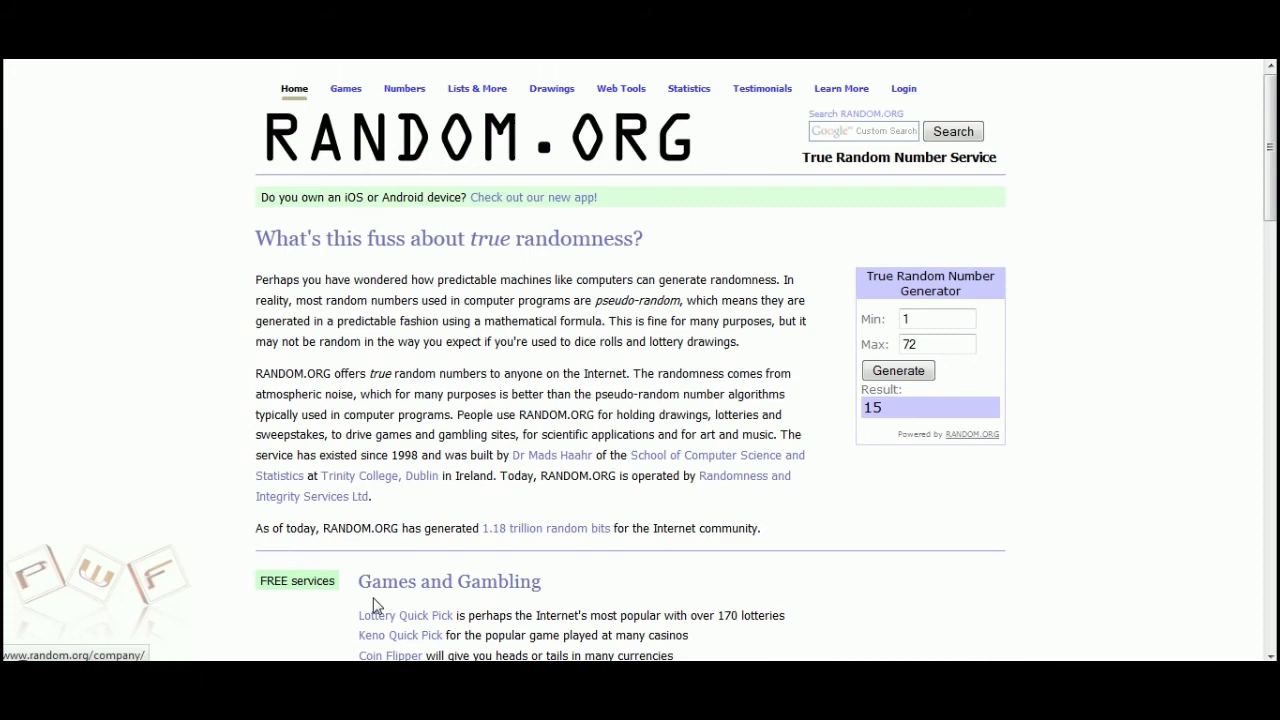 Home Games Numbers Lists & More Drawings Web Tools Statistics Testimonials Learn More Login
RANDOM.ORG
Search RANDOM.ORG
Google™ Custom Search Search
True Random Number Service
Do you own an iOS or Android device? Check out our new app!
What's this fuss about true randomness?
Perhaps you have wondered how predictable machines like computers can generate randomness. In
reality, most random numbers used in computer programs are pseudo-random, which means they are
generated in a predictable fashion using a mathematical formula. This is fine for many purposes, but it
may not be random in the way you expect if you're used to dice rolls and lottery drawings.
RANDOM.ORG offers true random numbers to anyone on the Internet. The randomness comes from
atmospheric noise, which for many purposes is better than the pseudo-random number algorithms
typically used in computer programs. People use RANDOM.ORG for holding drawings, lotteries and
sweepstakes, to drive games and gambling sites, for scientific applications and for art and music. The
service has existed since 1998 and was built by Dr Mads Haahr of the School of Computer Science and
Statistics at Trinity College, Dublin in Ireland. Today, RANDOM.ORG is operated by Randomness and
Integrity Services Ltd.
As of today, RANDOM.ORG has generated 1.18 trillion random bits for the Internet community.
True Random Number
Generator
Min: 1
Max: 72
Generate
Result:
15
Powered by RANDOM.ORG
FREE services
Games and Gambling
Lottery Quick Pick is perhaps the Internet's most popular with over 170 lotteries
Keno Quick Pick for the popular game played at many casinos
Coin Flipper will give you heads or tails in many currencies
PWF
www.random.org/company/